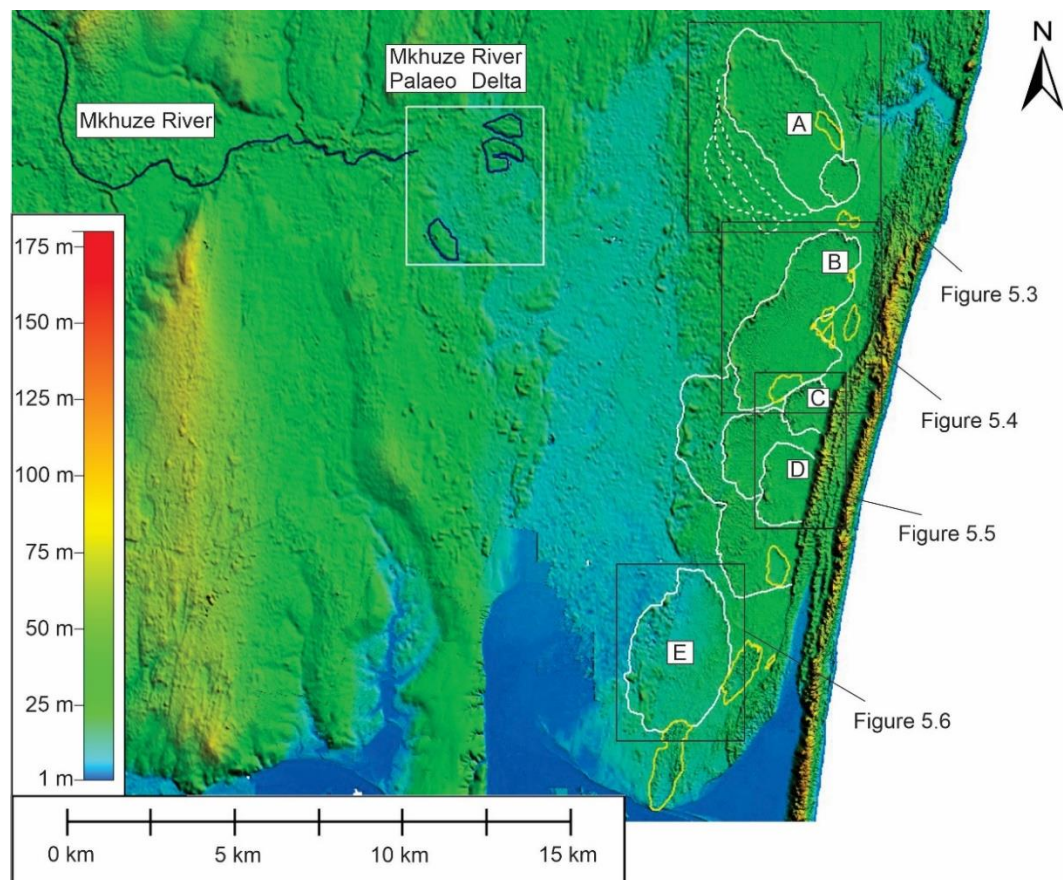 N
Mkhuze River
Palaeo Delta
Mkhuze River
A
B
C
D
E
Figure 5.3
Figure 5.4
Figure 5.5
Figure 5.6
175 m
150 m
125 m
100 m
75 m
50 m
25 m
1 m
0 km
5 km
10 km
15 km